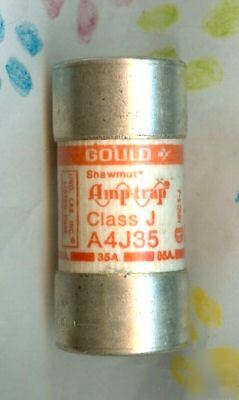 GOULD
Shawmut
Amp-trap
Class J
A4J35
35A. 35A.